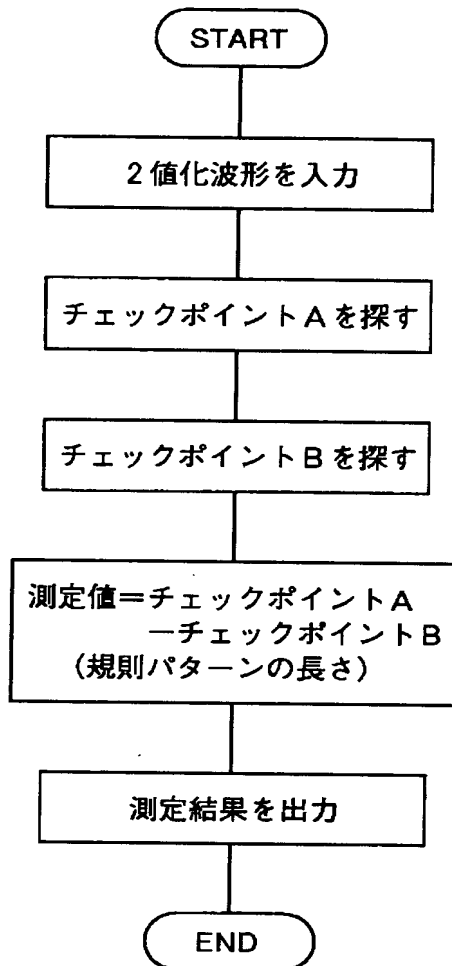 START
2値化波形を入力
チェックポイントAを探す
チェックポイントBを探す
測定値=チェックポイントA
−チェックポイントB
(規則パターンの長さ)
測定結果を出力
END